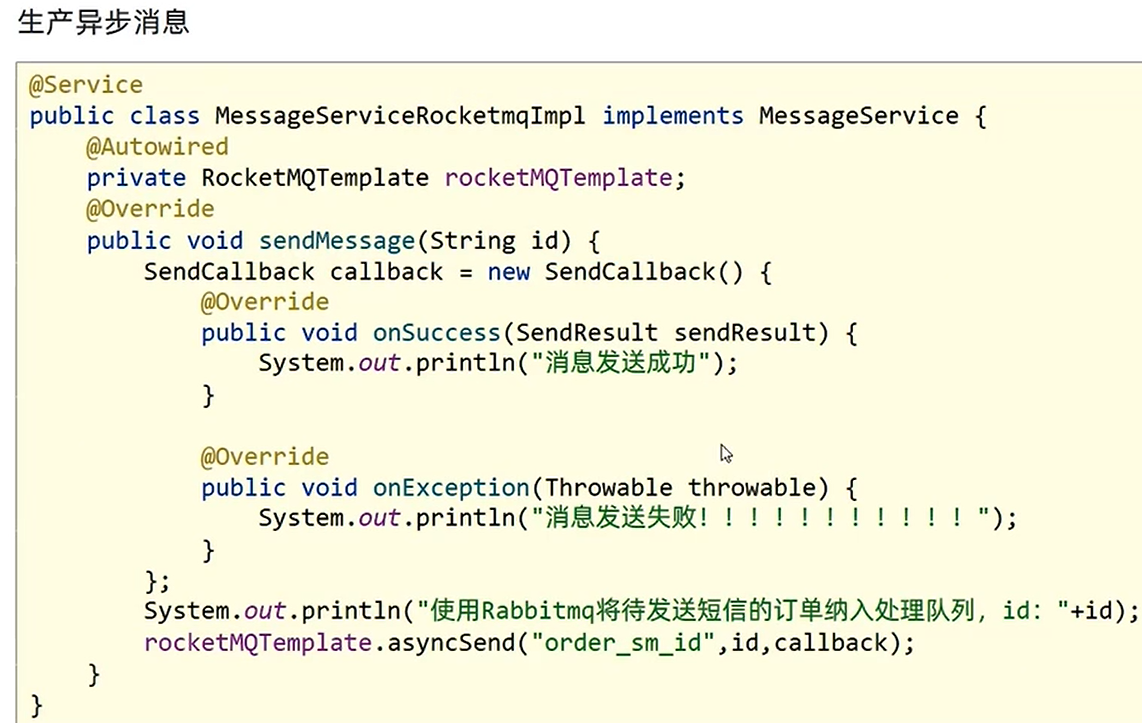 生产异步消息
@Service
public class MessageServiceRocketmqImpl implements MessageService {
@Autowired
private RocketMQTemplate rocketMQTemplate;
@Override
public void sendMessage(String id) {
SendCallback callback = new SendCallback() {
@Override
public void onSuccess(SendResult sendResult) {
System.out.println("消息发送成功");
}
@Override
public void onException(Throwable throwable) {
System.out.println("消息发送失败！！！！！！！！！！！！");
}
};
System.out.println("使用Rabbitmq将待发送短信的订单纳入处理队列，id："+id);
rocketMQTemplate.asyncSend("order_sm_id",id,callback);
}
}